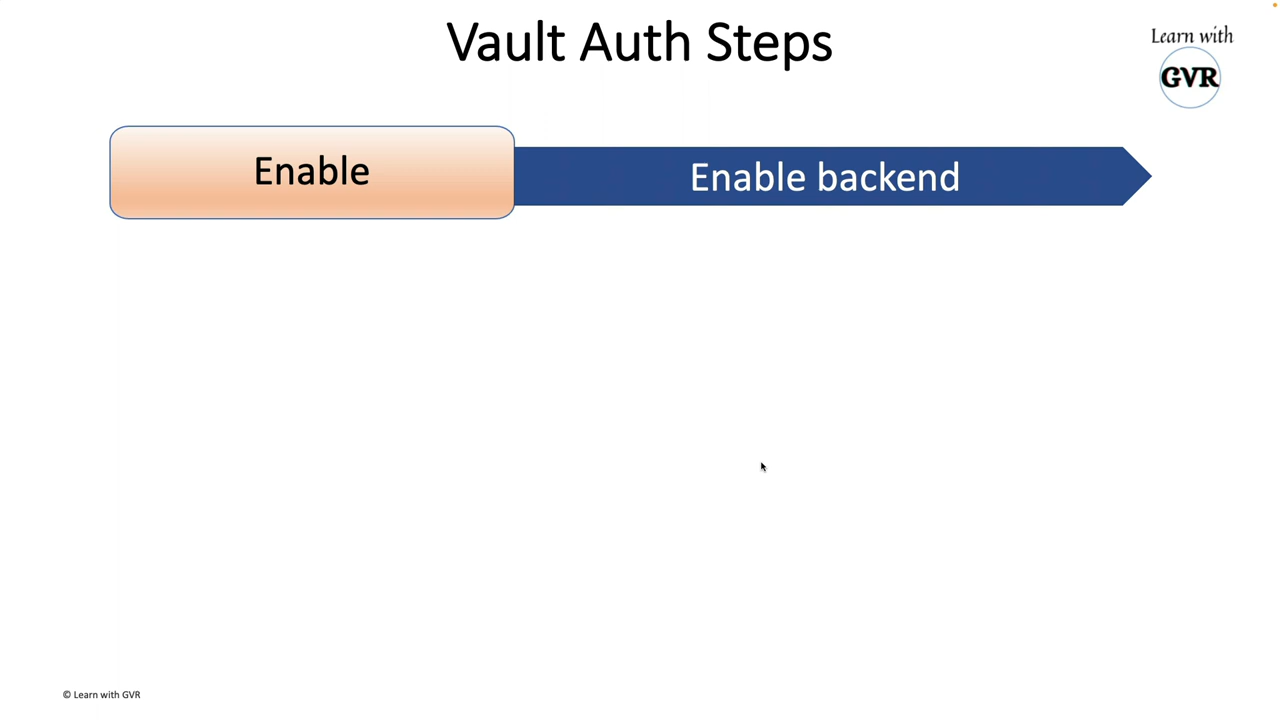 Vault Auth Steps
Learn with
GVR
Enable
Enable backend
© Learn with GVR